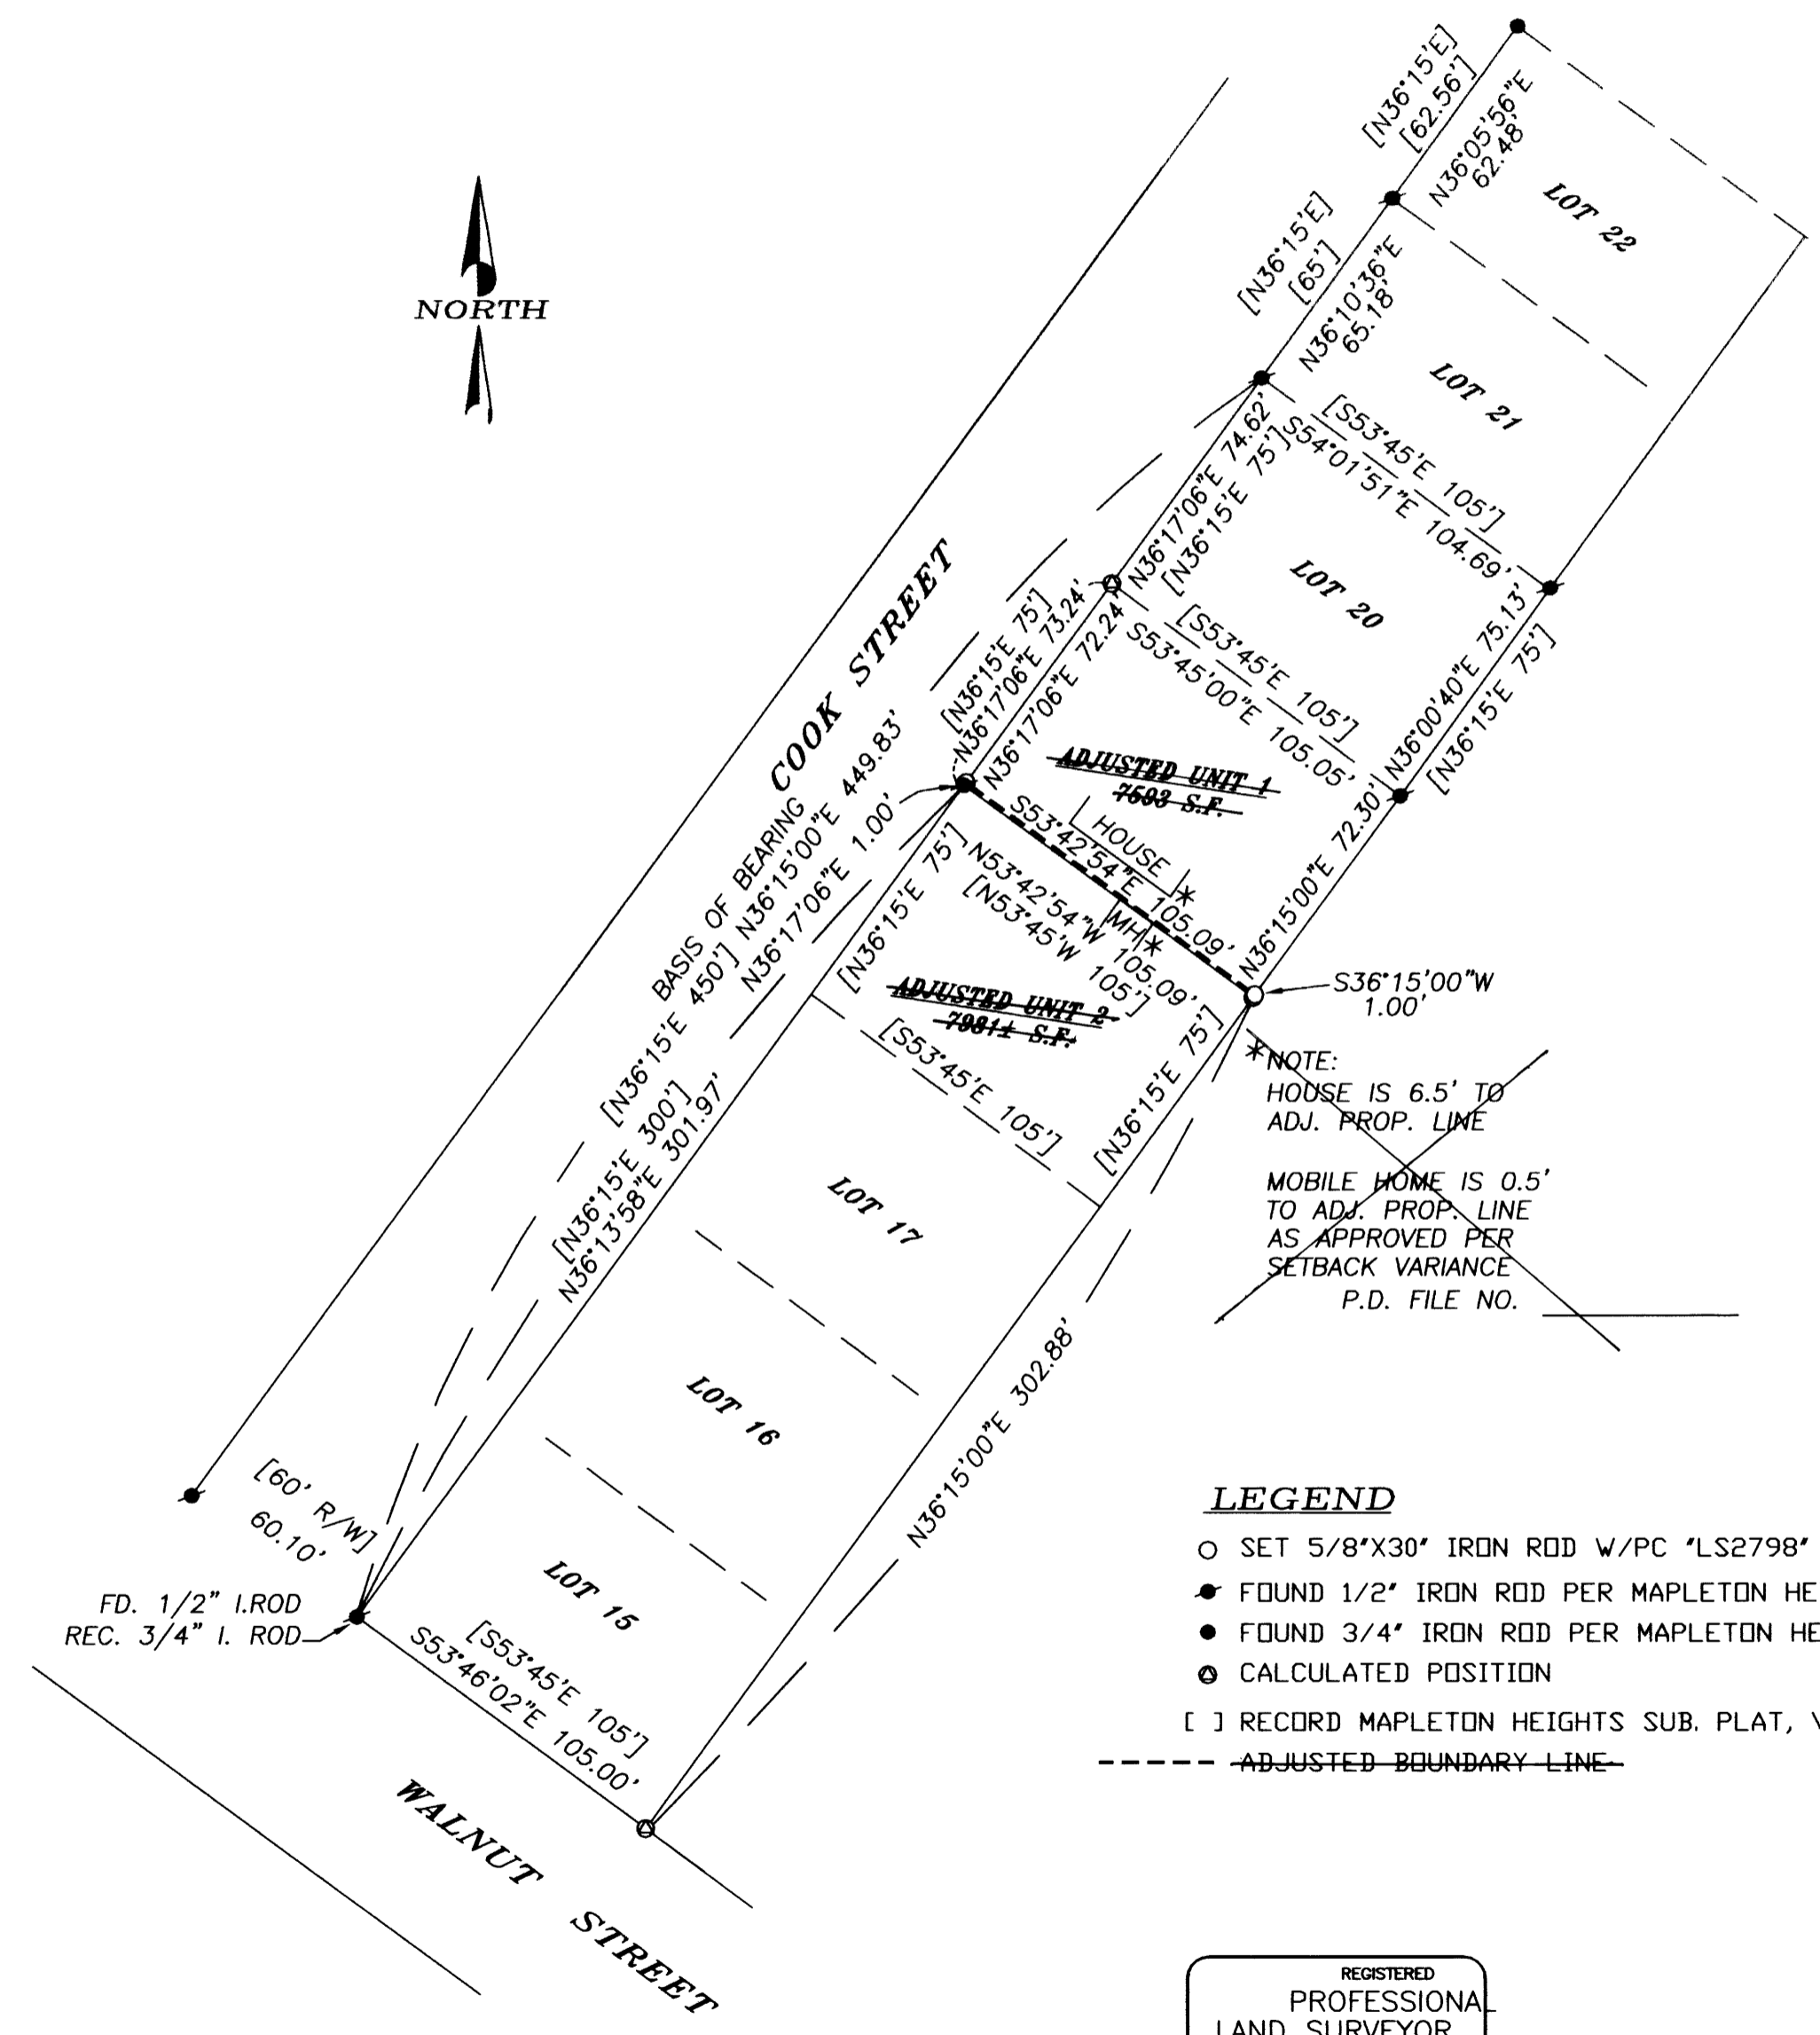 [N36°15'E]
[62.56']
N36°05'56"E
62.48'
LOT 22
[N36°15'E]
[65']
N36°10'36"E
65.18'
LOT 21
NORTH
[S53°45'E 105']
S54°01'51"E 104.69'
N36°17'06"E 74.62'
[N36°15'E 75']
LOT 20
N36°00'40"E 75.13'
[N36°15'E 75']
COOK STREET
[N36°15'E 75']
N36°17'06"E 73.24'
N36°17'06"E 72.24'
[S53°45'E 105']
S53°45'00"E 105.05'
ADJUSTED UNIT 1
7593 S.F.
HOUSE *
S53°42'54"E 105.09'
MH*
N36°15'00"E 72.30'
BASIS OF BEARING
[N36°15'E 450'] N36°15'00"E 449.83'
N36°17'06"E 1.00'
[N36°15'E 75']
N53°42'54"W 105.09'
[N53°45'W 105']
ADJUSTED UNIT 2
7981± S.F.
[S53°45'E 105']
[N36°15'E 75']
S36°15'00"W
1.00'
*NOTE:
HOUSE IS 6.5' TO
ADJ. PROP. LINE
MOBILE HOME IS 0.5'
TO ADJ. PROP. LINE
AS APPROVED PER
SETBACK VARIANCE
P.D. FILE NO.
[N36°15'E 300']
N36°13'58"E 301.97'
LOT 17
LOT 16
N36°15'00"E 302.88'
LOT 15
[60' R/W]
60.10'
FD. 1/2" I.ROD
REC. 3/4" I. ROD
[S53°45'E 105']
S53°46'02"E 105.00'
WALNUT STREET
LEGEND
SET 5/8"X30" IRON ROD W/PC "LS2798"
FOUND 1/2" IRON ROD PER MAPLETON HE
FOUND 3/4" IRON ROD PER MAPLETON HE
CALCULATED POSITION
[ ] RECORD MAPLETON HEIGHTS SUB. PLAT,
ADJUSTED BOUNDARY LINE
REGISTERED
PROFESSIONAL
LAND SURVEYOR